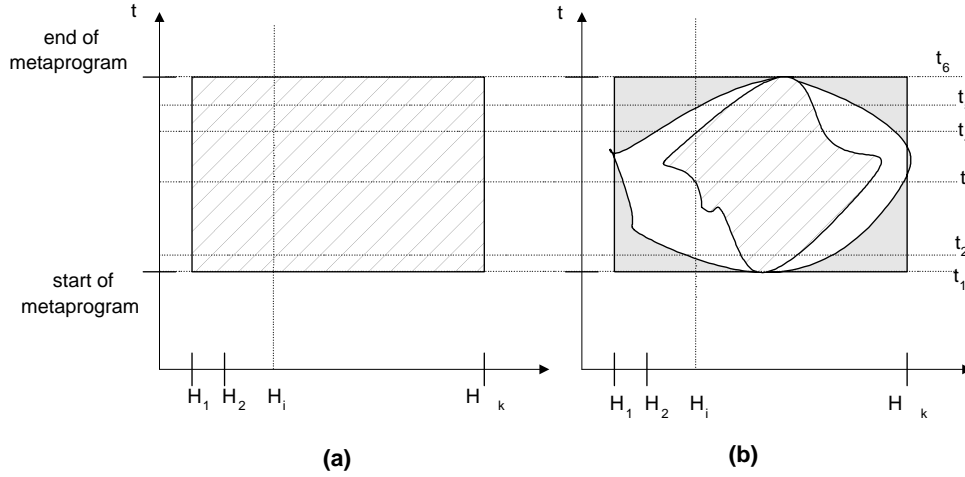 t
end of
metaprogram
start of
metaprogram
H1 H2 Hi H k
(a)
t
t6
t
t
t
t2
t1
H1 H2 Hi H k
(b)